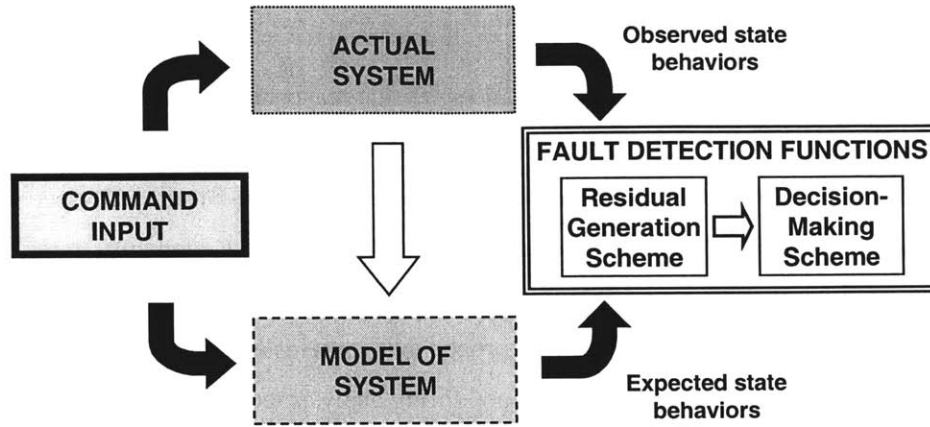 ACTUAL
SYSTEM
Observed state
behaviors
COMMAND
INPUT
FAULT DETECTION FUNCTIONS
Residual
Generation
Scheme
Decision-
Making
Scheme
MODEL OF
SYSTEM
Expected state
behaviors